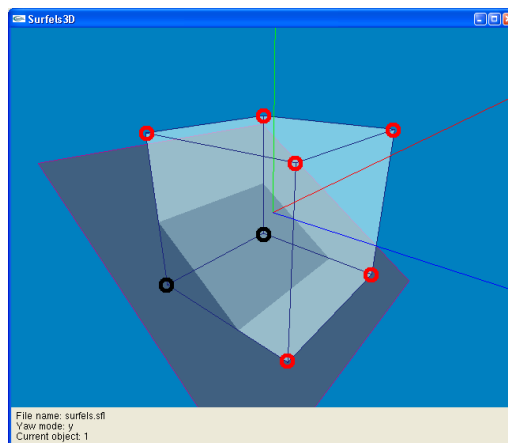 Surfels3D
File name: surfels.sfl
Yaw mode: y
Current object: 1